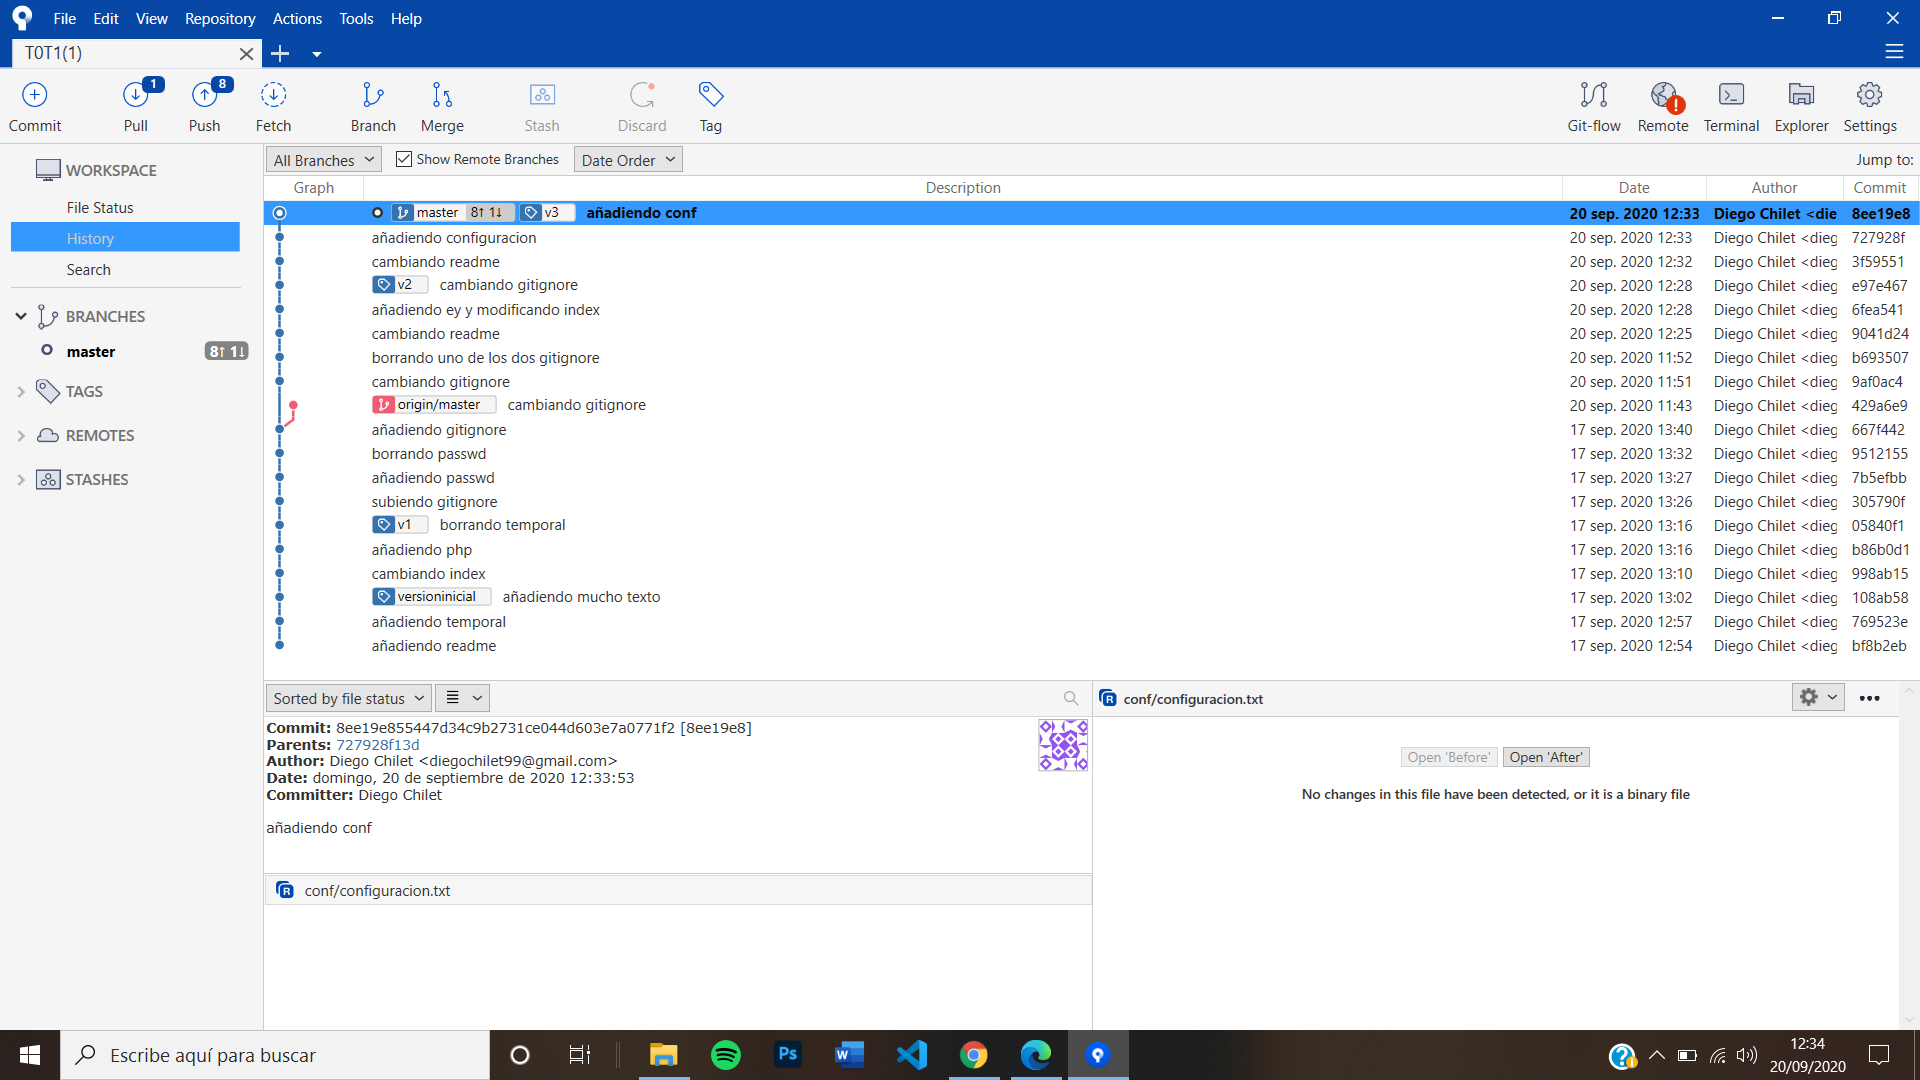 File Edit View Repository Actions Tools Help
T0T1(1)
1 8
Commit Pull Push Fetch Branch Merge Stash Discard Tag Git-flow Remote Terminal Explorer Settings
WORKSPACE
File Status
History
Search
BRANCHES
master 8↑ 1↓
TAGS
REMOTES
STASHES
All Branches Show Remote Branches Date Order Jump to:
Graph Description Date Author Commit
master 8↑ 1↓ v3 añadiendo conf 20 sep. 2020 12:33 Diego Chilet <die 8ee19e8
añadiendo configuracion 20 sep. 2020 12:33 Diego Chilet <dieg 727928f
cambiando readme 20 sep. 2020 12:32 Diego Chilet <dieg 3f59551
v2 cambiando gitignore 20 sep. 2020 12:28 Diego Chilet <dieg e97e467
añadiendo ey y modificando index 20 sep. 2020 12:28 Diego Chilet <dieg 6fea541
cambiando readme 20 sep. 2020 12:25 Diego Chilet <dieg 9041d24
borrando uno de los dos gitignore 20 sep. 2020 11:52 Diego Chilet <dieg b693507
cambiando gitignore 20 sep. 2020 11:51 Diego Chilet <dieg 9af0ac4
origin/master cambiando gitignore 20 sep. 2020 11:43 Diego Chilet <dieg 429a6e9
añadiendo gitignore 17 sep. 2020 13:40 Diego Chilet <dieg 667f442
borrando passwd 17 sep. 2020 13:32 Diego Chilet <dieg 9512155
añadiendo passwd 17 sep. 2020 13:27 Diego Chilet <dieg 7b5efbb
subiendo gitignore 17 sep. 2020 13:26 Diego Chilet <dieg 305790f
v1 borrando temporal 17 sep. 2020 13:16 Diego Chilet <dieg 05840f1
añadiendo php 17 sep. 2020 13:16 Diego Chilet <dieg b86b0d1
cambiando index 17 sep. 2020 13:10 Diego Chilet <dieg 998ab15
versioninicial añadiendo mucho texto 17 sep. 2020 13:02 Diego Chilet <dieg 108ab58
añadiendo temporal 17 sep. 2020 12:57 Diego Chilet <dieg 769523e
añadiendo readme 17 sep. 2020 12:54 Diego Chilet <dieg bf8b2eb
Sorted by file status
Commit: 8ee19e855447d34c9b2731ce044d603e7a0771f2 [8ee19e8]
Parents: 727928f13d
Author: Diego Chilet <diegochilet99@gmail.com>
Date: domingo, 20 de septiembre de 2020 12:33:53
Committer: Diego Chilet
añadiendo conf
R conf/configuracion.txt
R conf/configuracion.txt
Open 'Before' Open 'After'
No changes in this file have been detected, or it is a binary file
Escribe aquí para buscar
Ps
W
12:34
20/09/2020